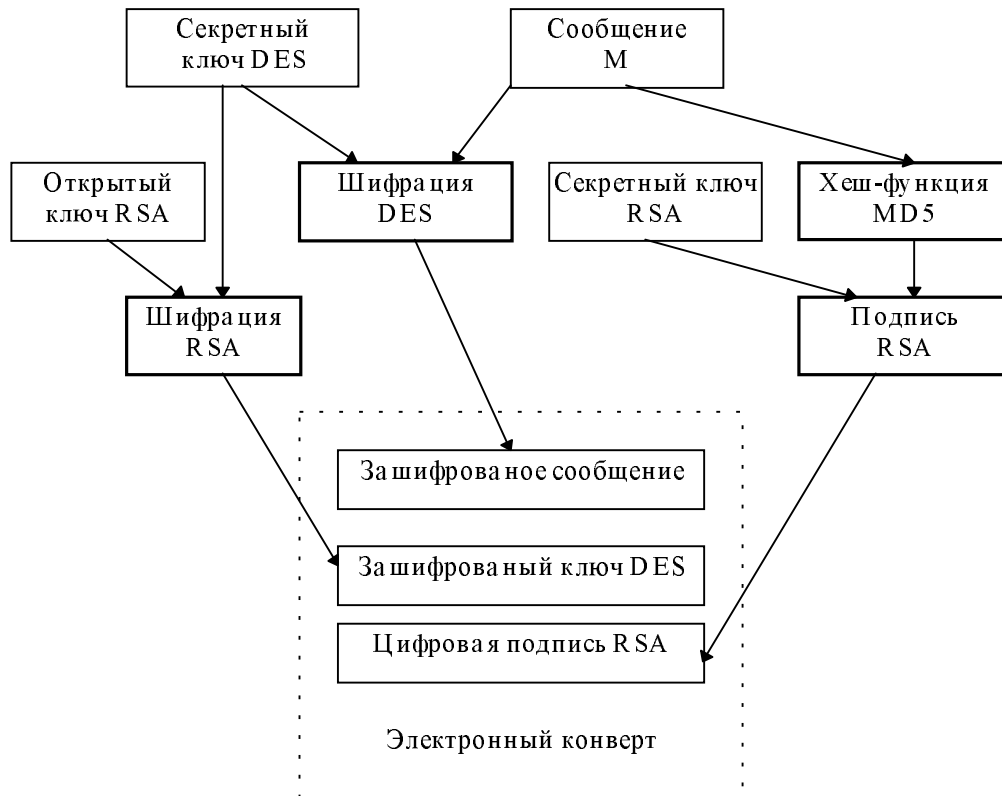 Секретный
ключ DES
Сообщение
М
Открытый
ключ RSA
Шифрация
DES
Секретный ключ
RSA
Хеш-функция
MD5
Шифрация
RSA
Подпись
RSA
Зашифрованое сообщение
Зашифрованый ключ DES
Цифровая подпись RSA
Электронный конверт